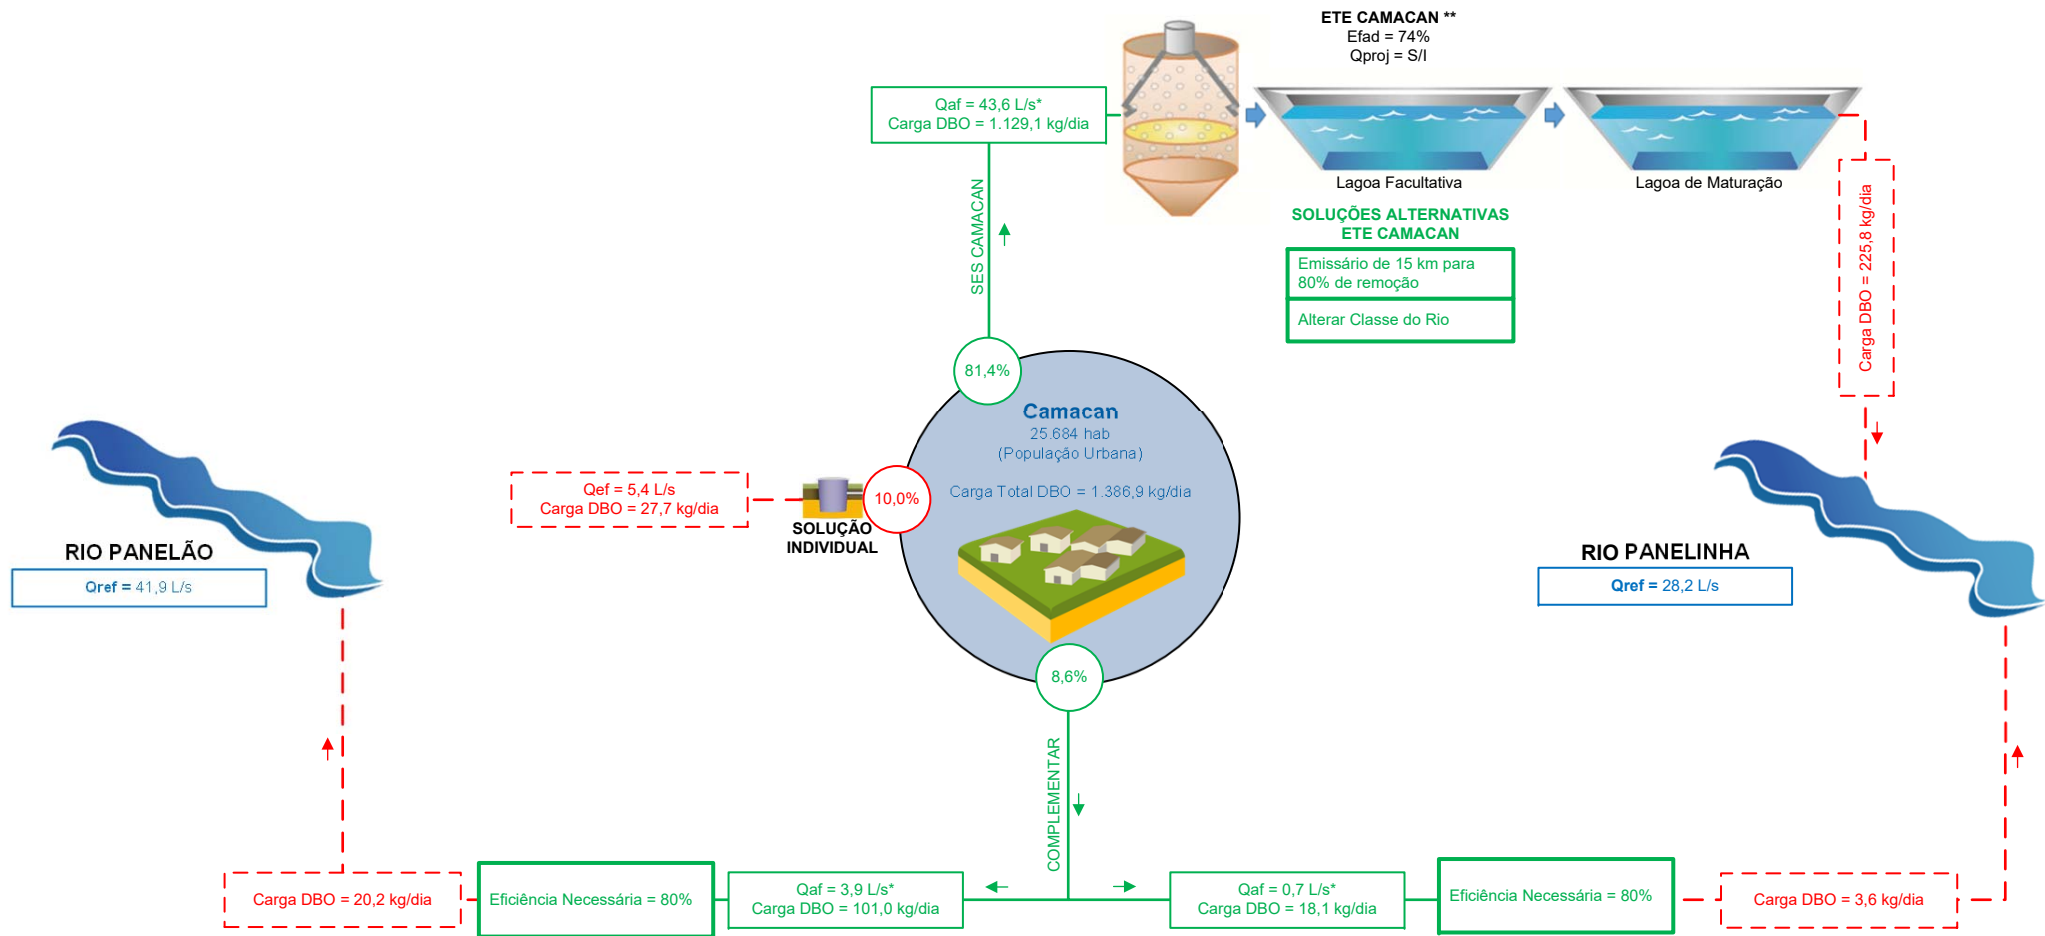 ETE CAMACAN **
Efad = 74%
Qproj = S/I
Qaf = 43,6 L/s*
Carga DBO = 1.129,1 kg/dia
Lagoa Facultativa
Lagoa de Maturação
SOLUÇÕES ALTERNATIVAS
ETE CAMACAN
Emissário de 15 km para
80% de remoção
Alterar Classe do Rio
Carga DBO = 225,8 kg/dia
SES CAMACAN
81,4%
Camacan
25.684 hab
(População Urbana)
Carga Total DBO = 1.386,9 kg/dia
10,0%
SOLUÇÃO
INDIVIDUAL
Qef = 5,4 L/s
Carga DBO = 27,7 kg/dia
RIO PANELÃO
Qref = 41,9 L/s
RIO PANELINHA
Qref = 28,2 L/s
8,6%
COMPLEMENTAR
Carga DBO = 20,2 kg/dia
Eficiência Necessária = 80%
Qaf = 3,9 L/s*
Carga DBO = 101,0 kg/dia
Qaf = 0,7 L/s*
Carga DBO = 18,1 kg/dia
Eficiência Necessária = 80%
Carga DBO = 3,6 kg/dia